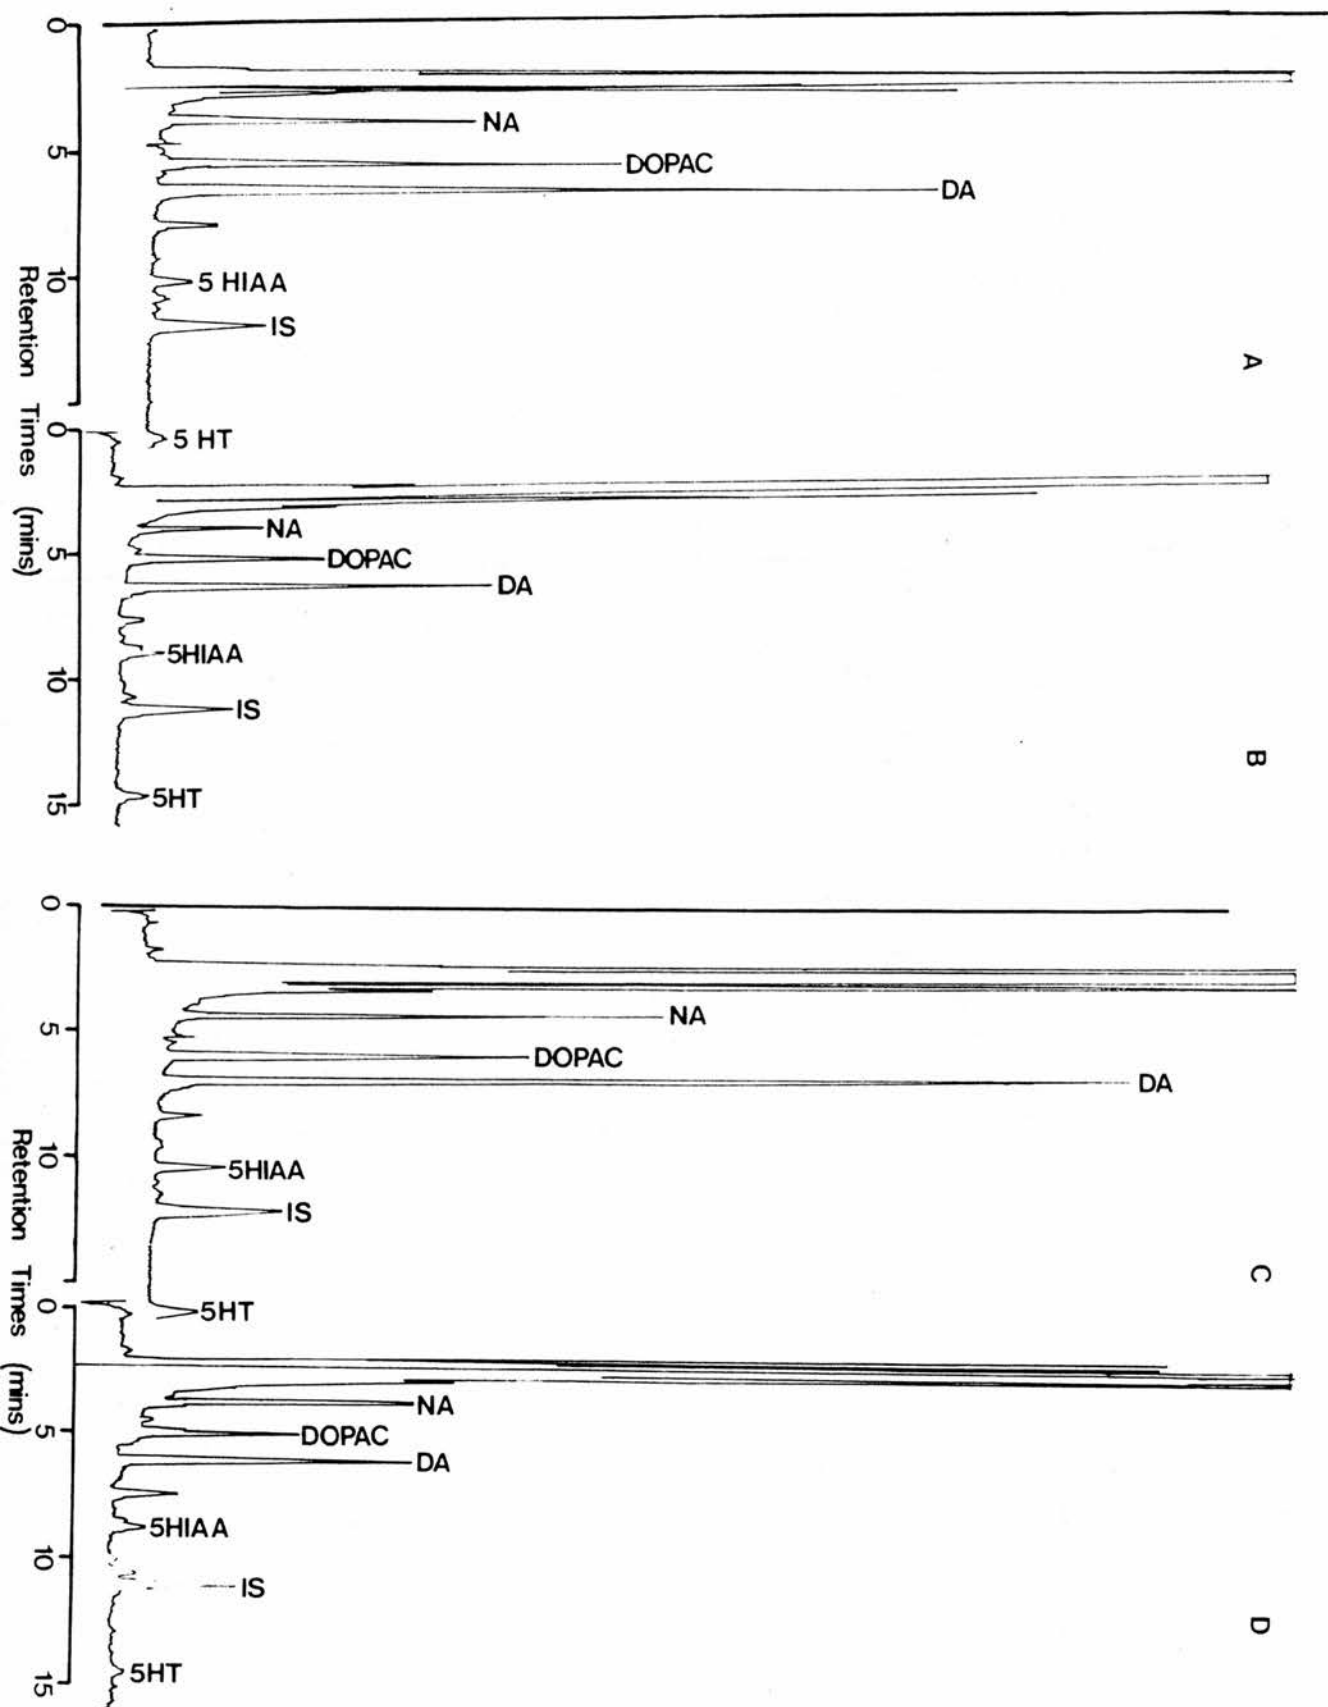 A
NA
DOPAC
DA
5 HIAA
IS
5 HT
0
5
10
Retention Times (mins)
B
NA
DOPAC
DA
5HIAA
IS
5HT
0
5
10
15
C
NA
DOPAC
DA
5HIAA
IS
5HT
0
5
10
Retention Times (mins)
D
NA
DOPAC
DA
5HIAA
IS
5HT
0
5
10
15